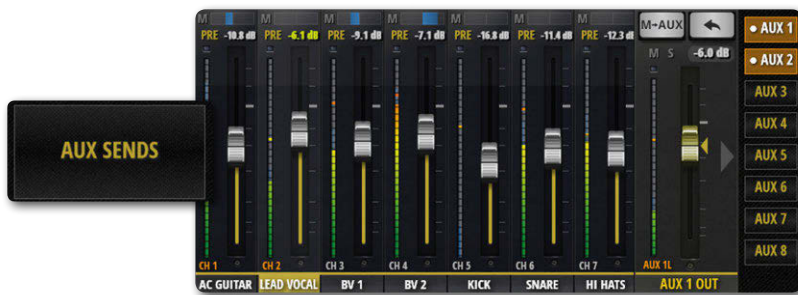 AUX SENDS
M M M M M M M M→AUX
PRE -10.8 dB PRE -6.1 dB PRE -9.1 dB PRE -7.1 dB PRE -16.8 dB PRE -11.4 dB PRE -12.3 dB
M S -6.0 dB
CH 1 CH 2 CH 3 CH 4 CH 5 CH 6 CH 7 AUX 1L
AC GUITAR LEAD VOCAL BV 1 BV 2 KICK SNARE HI HATS AUX 1 OUT
AUX 1
AUX 2
AUX 3
AUX 4
AUX 5
AUX 6
AUX 7
AUX 8